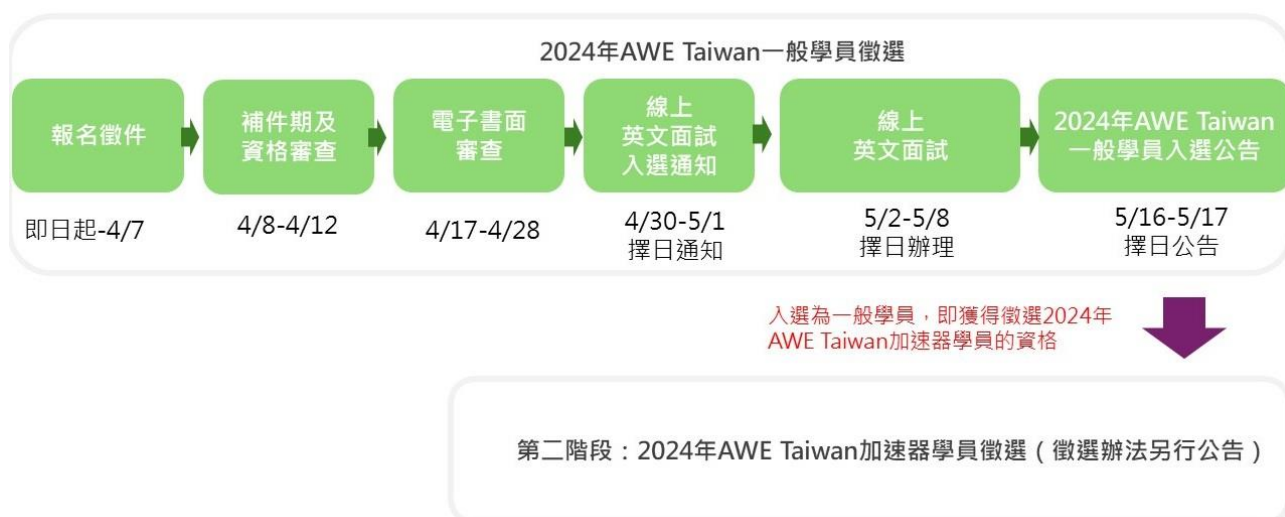 2024年AWE Taiwan一般學員徵選
報名徵件
補件期及
資格審查
電子書面
審查
線上
英文面試
入選通知
線上
英文面試
2024年AWE Taiwan
一般學員入選公告
即日起-4/7
4/8-4/12
4/17-4/28
4/30-5/1
擇日通知
5/2-5/8
擇日辦理
5/16-5/17
擇日公告
入選為一般學員，即獲得徵選2024年
AWE Taiwan加速器學員的資格
第二階段：2024年AWE Taiwan加速器學員徵選（徵選辦法另行公告）